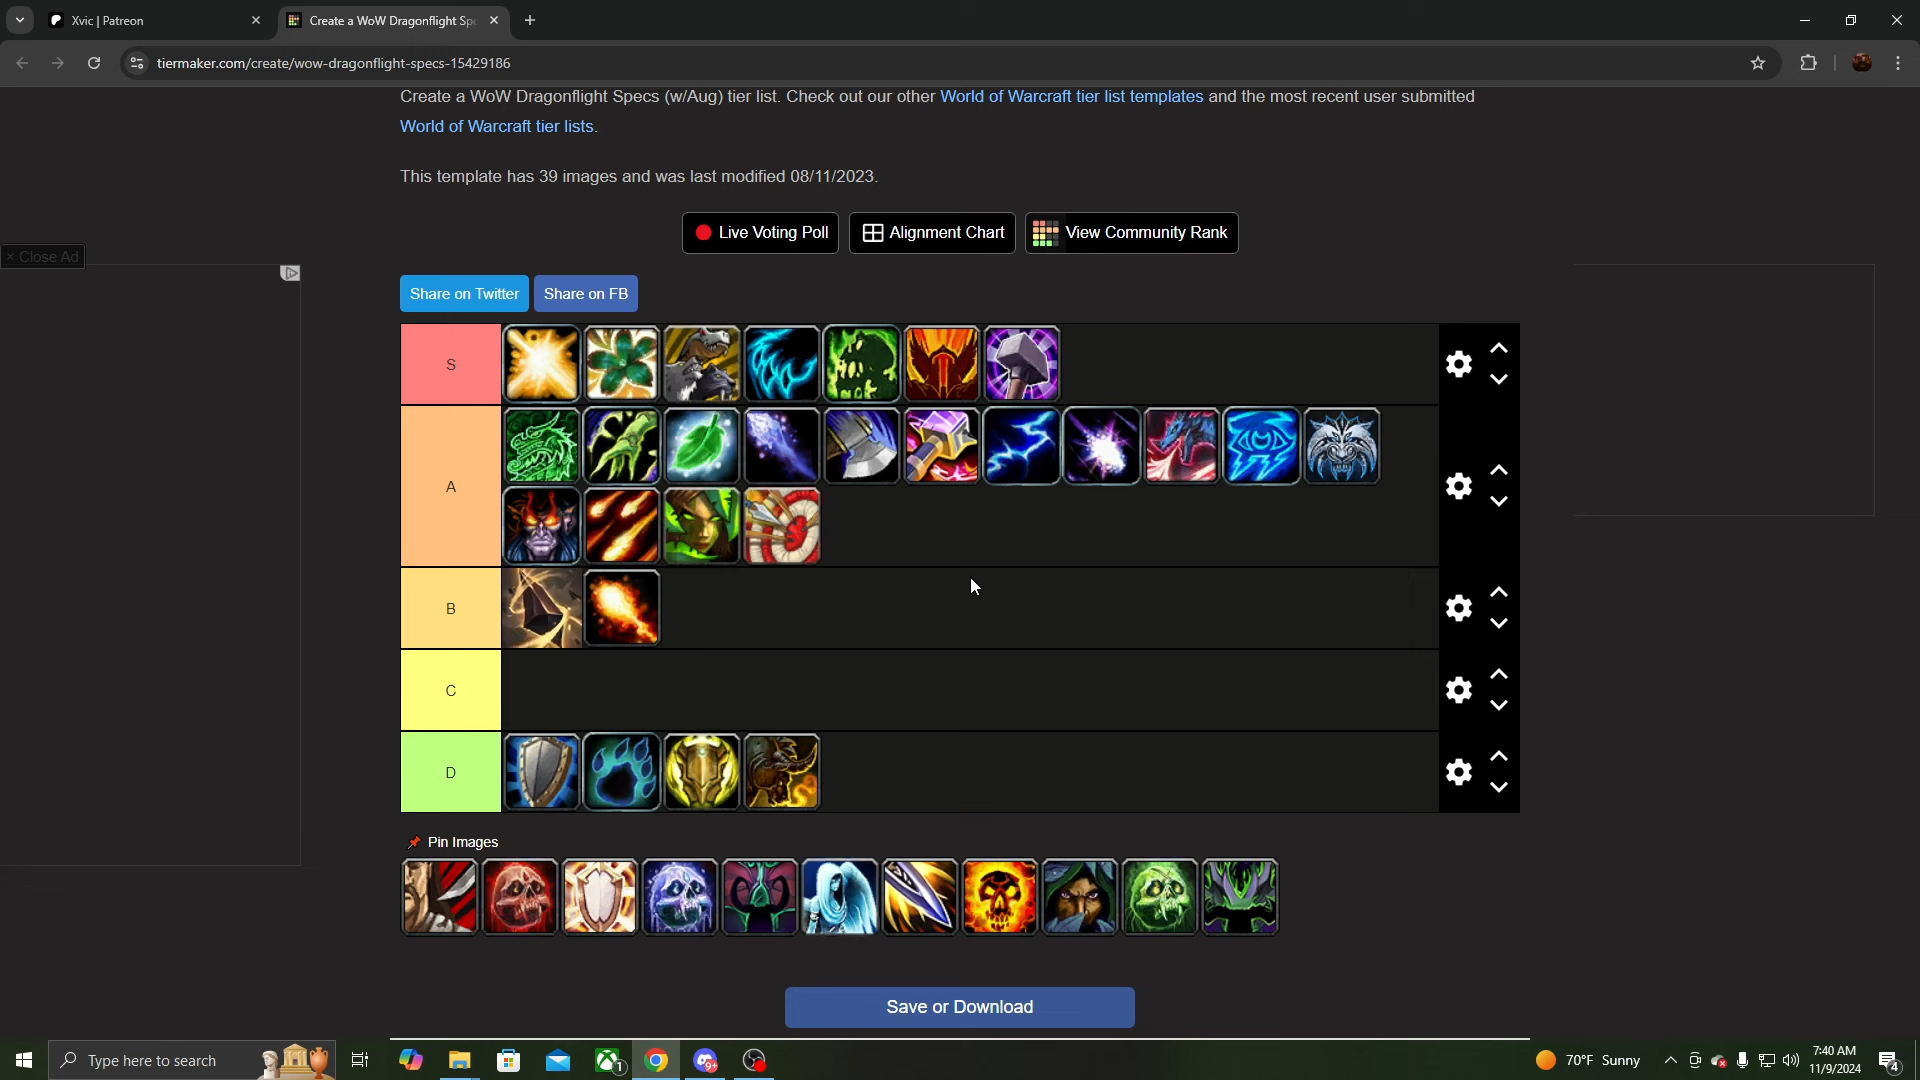 Xvic | Patreon
Create a WoW Dragonflight Sp
tiermaker.com/create/wow-dragonflight-specs-15429186
Create a WoW Dragonflight Specs (w/Aug) tier list. Check out our other World of Warcraft tier list templates and the most recent user submitted
World of Warcraft tier lists.
This template has 39 images and was last modified 08/11/2023.
Live Voting Poll
Alignment Chart
View Community Rank
× Close Ad
Share on Twitter
Share on FB
S
A
B
C
D
Pin Images
Save or Download
Type here to search
1
9+
70°F Sunny
7:40 AM
11/9/2024
4